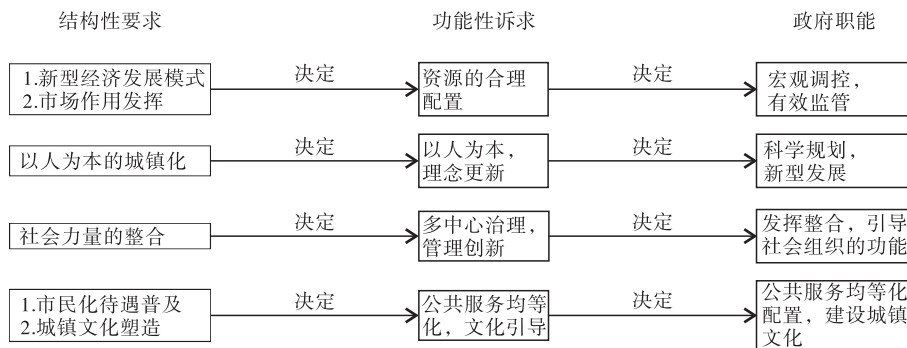 结构性要求
功能性诉求
政府职能
1.新型经济发展模式
2.市场作用发挥
决定
资源的合理
配置
决定
宏观调控，
有效监管
以人为本的城镇化
决定
以人为本，
理念更新
决定
科学规划，
新型发展
社会力量的整合
决定
多中心治理，
管理创新
决定
发挥整合，引导
社会组织的功能
1.市民化待遇普及
2.城镇文化塑造
决定
公共服务均等
化，文化引导
决定
公共服务均等化
配置，建设城镇
文化